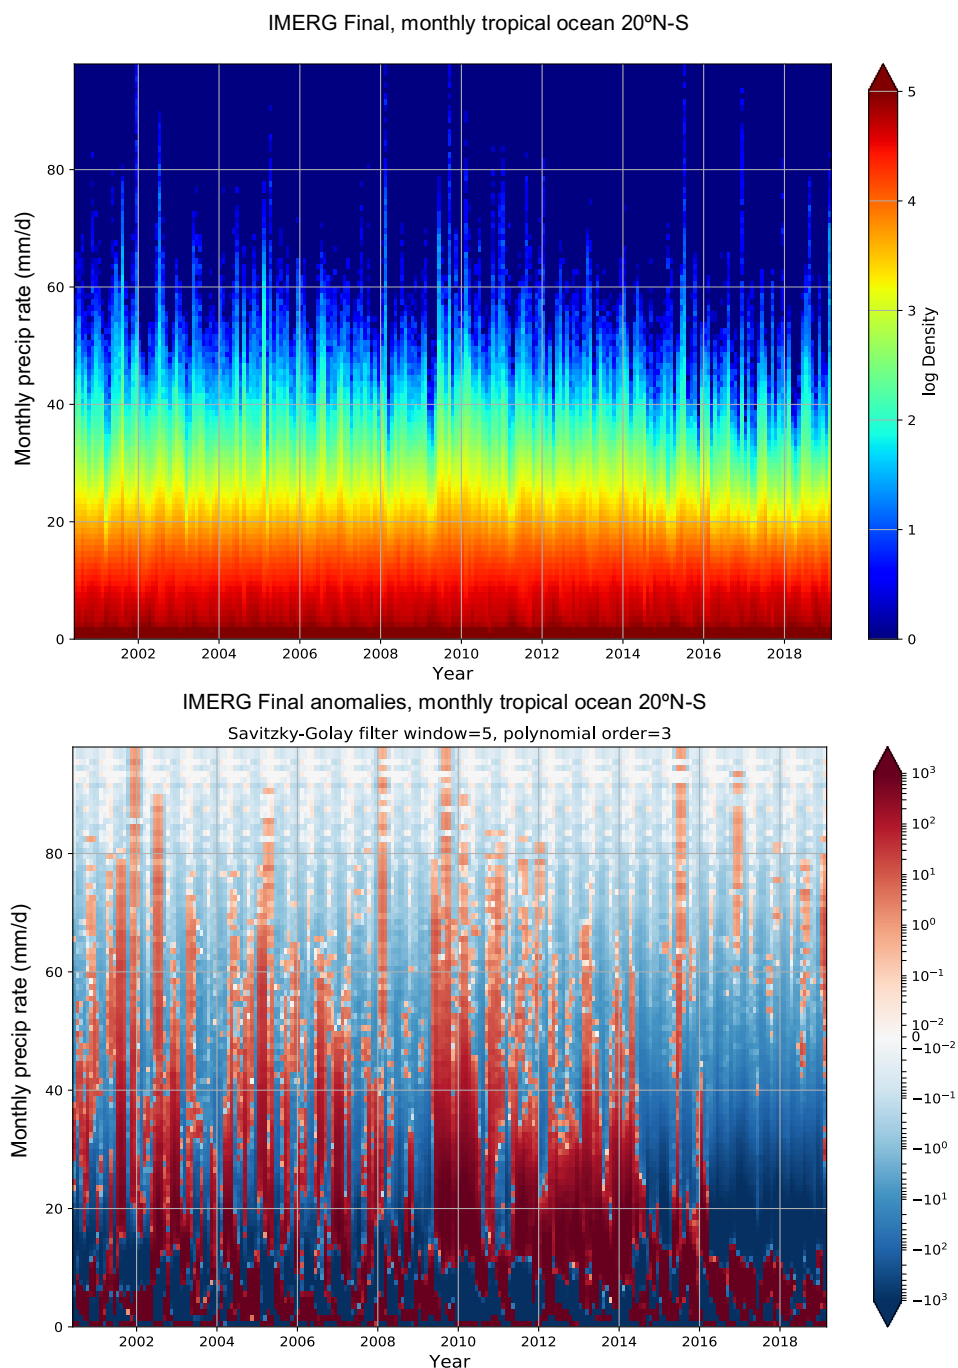 IMERG Final, monthly tropical ocean 20ºN-S
Monthly precip rate (mm/d)
80
60
40
20
0
2002 2004 2006 2008 2010 2012 2014 2016 2018
Year
5
4
3
2
1
0
log Density
IMERG Final anomalies, monthly tropical ocean 20ºN-S
Savitzky-Golay filter window=5, polynomial order=3
Monthly precip rate (mm/d)
80
60
40
20
0
2002 2004 2006 2008 2010 2012 2014 2016 2018
Year
10³
10²
10¹
10⁰
10⁻¹
10⁻²
0
−10⁻²
−10⁻¹
−10⁰
−10¹
−10²
−10³